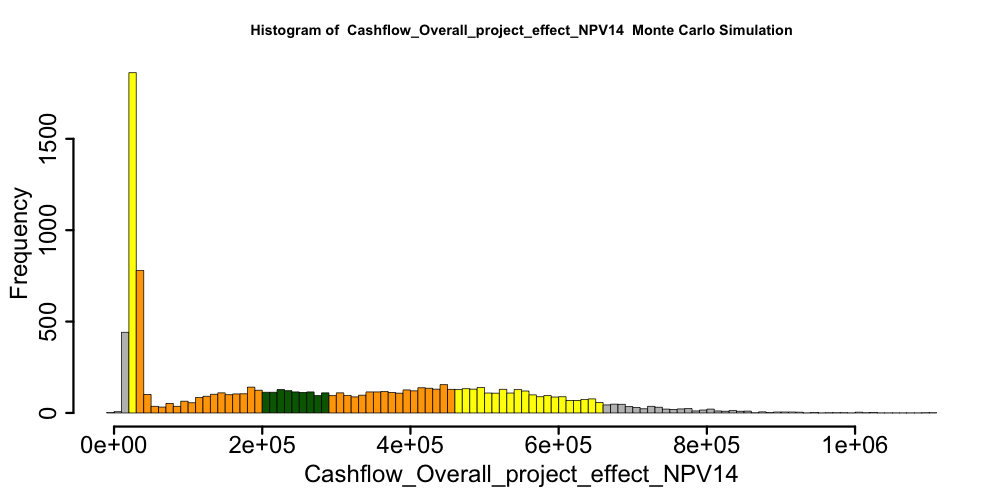 Histogram of  Cashflow_Overall_project_effect_NPV14  Monte Carlo Simulation
Frequency
1500
1000
500
0
0e+00 2e+05 4e+05 6e+05 8e+05 1e+06
Cashflow_Overall_project_effect_NPV14